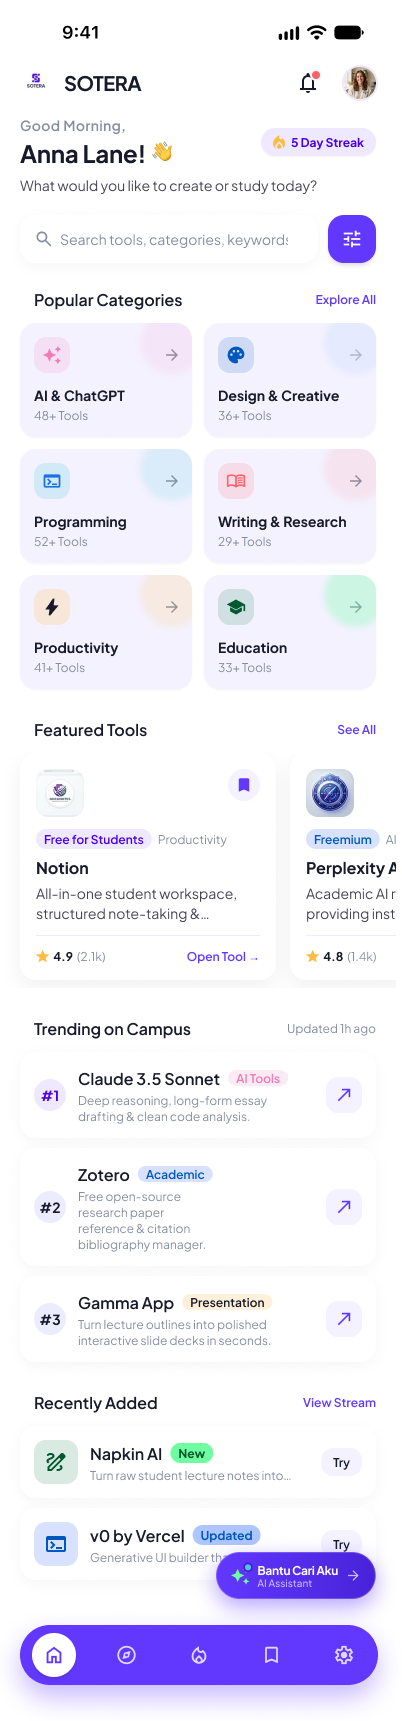 9:41
SOTERA
SOTERA
Good Morning,
Anna Lane! 👋
5 Day Streak
What would you like to create or study today?
Search tools, categories, keywords
Popular Categories
Explore All
AI & ChatGPT
48+ Tools
Design & Creative
36+ Tools
Programming
52+ Tools
Writing & Research
29+ Tools
Productivity
41+ Tools
Education
33+ Tools
Featured Tools
See All
Free for Students
Productivity
Notion
All-in-one student workspace,
structured note-taking &...
4.9 (2.1k)
Open Tool →
Freemium
AI
Perplexity A
Academic AI r
providing inst
4.8 (1.4k)
Trending on Campus
Updated 1h ago
#1
Claude 3.5 Sonnet
AI Tools
Deep reasoning, long-form essay
drafting & clean code analysis.
#2
Zotero
Academic
Free open-source
research paper
reference & citation
bibliography manager.
#3
Gamma App
Presentation
Turn lecture outlines into polished
interactive slide decks in seconds.
Recently Added
View Stream
Napkin AI
New
Turn raw student lecture notes into...
Try
v0 by Vercel
Updated
Generative UI builder tha
Try
Bantu Cari Aku
AI Assistant